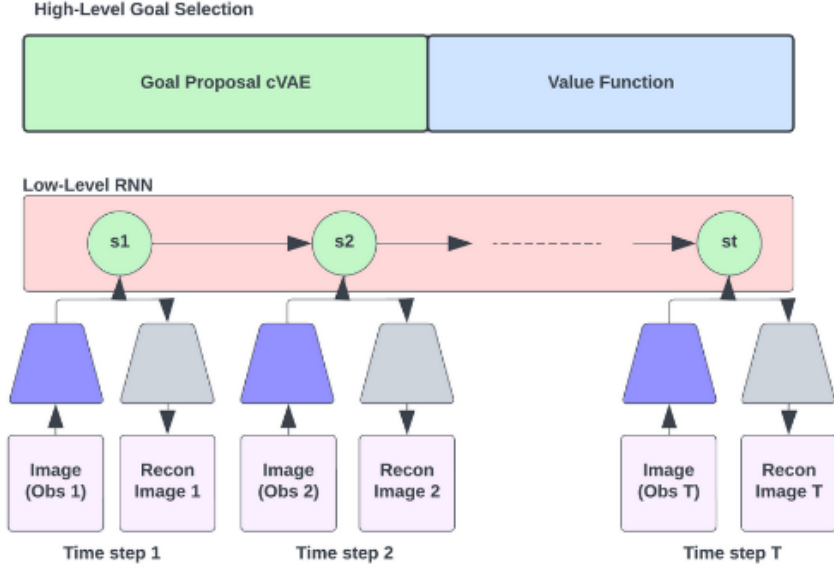 High-Level Goal Selection
Goal Proposal cVAE
Value Function
Low-Level RNN
s1
s2
st
Image
(Obs 1)
Recon
Image 1
Image
(Obs 2)
Recon
Image 2
Image
(Obs T)
Recon
Image T
Time step 1
Time step 2
Time step T